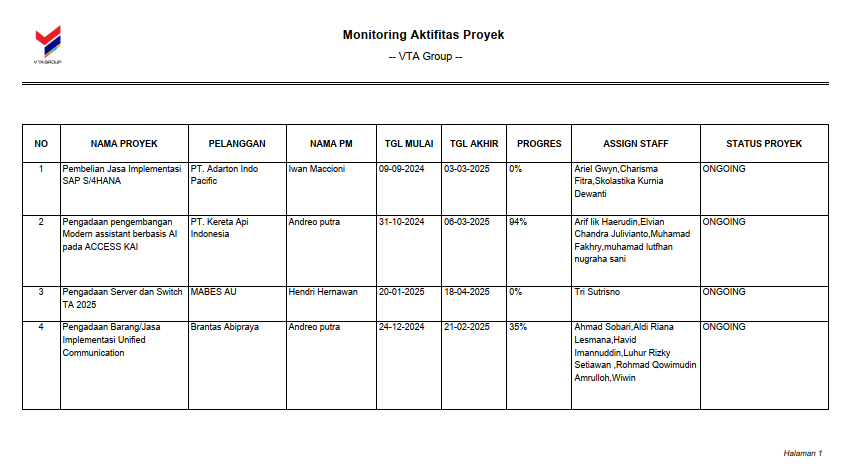 Monitoring Aktifitas Proyek
VTA GROUP
-- VTA Group --
NO NAMA PROYEK PELANGGAN NAMA PM TGL MULAI TGL AKHIR PROGRES ASSIGN STAFF STATUS PROYEK
1 Pembelian Jasa Implementasi PT. Adarton Indo Iwan Maccioni 09-09-2024 03-03-2025 0% Ariel Gwyn,Charisma ONGOING
SAP S/4HANA Pacific Fitra,Skolastika Kurnia
Dewanti
2 Pengadaan pengembangan PT. Kereta Api Andreo putra 31-10-2024 06-03-2025 94% Arif lik Haerudin,Elvian ONGOING
Modern assistant berbasis AI Indonesia Chandra Julivianto,Muhamad
pada ACCESS KAI Fakhry,muhamad lutfhan
nugraha sani
3 Pengadaan Server dan Switch MABES AU Hendri Hernawan 20-01-2025 18-04-2025 0% Tri Sutrisno ONGOING
TA 2025
4 Pengadaan Barang/Jasa Brantas Abipraya Andreo putra 24-12-2024 21-02-2025 35% Ahmad Sobari,Aldi Riana ONGOING
Implementasi Unified Lesmana,Havid
Communication Imannuddin,Luhur Rizky
Setiawan ,Rohmad Qowimudin
Amrulloh,Wiwin
Halaman 1